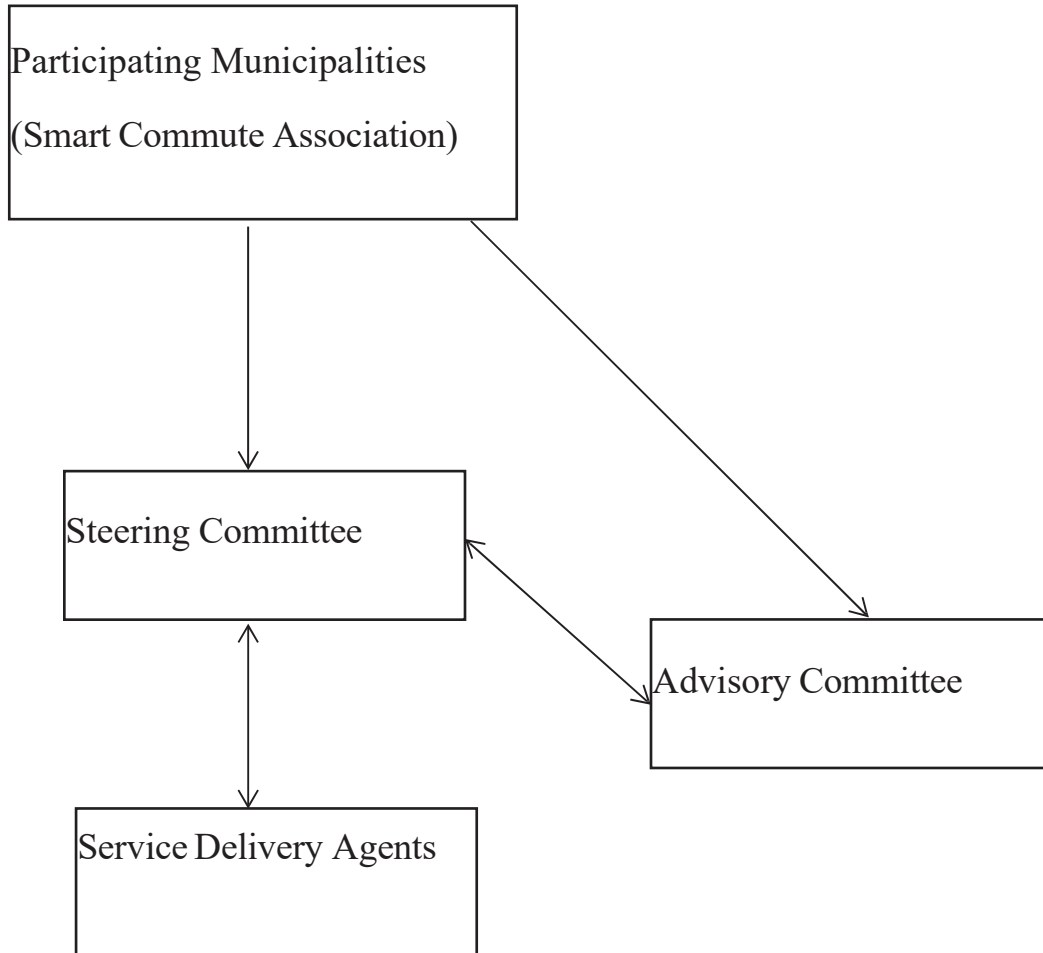 Participating Municipalities
(Smart Commute Association)
Steering Committee
Advisory Committee
Service Delivery Agents